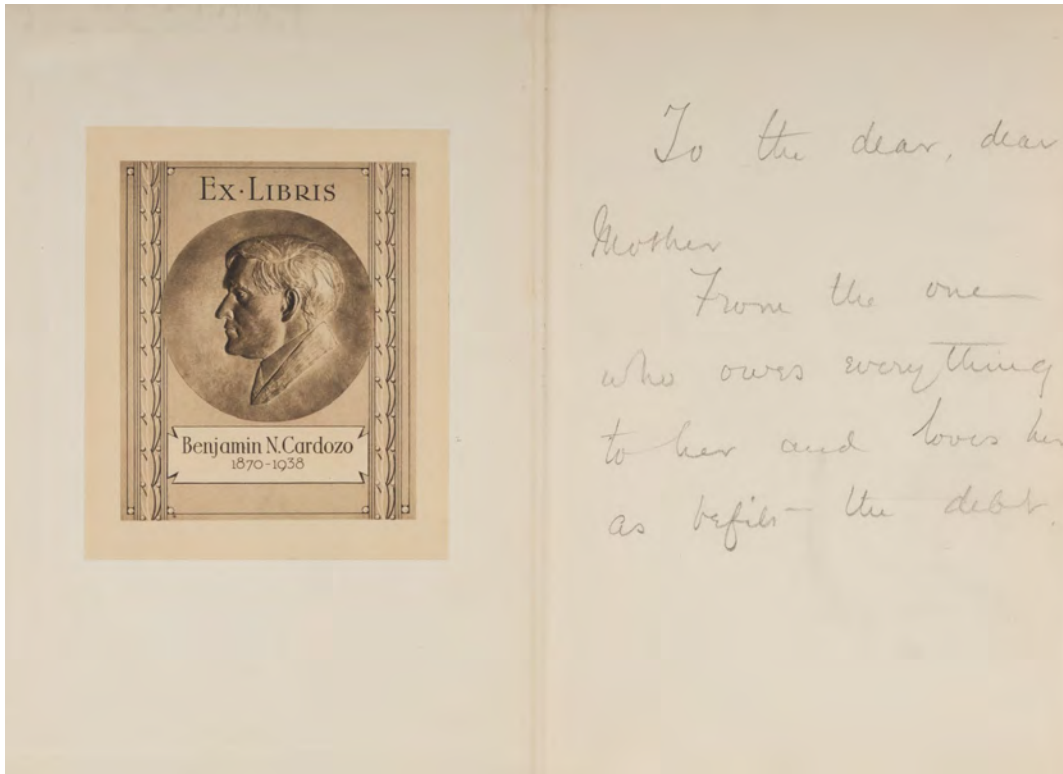 EX·LIBRIS
Benjamin N. Cardozo
1870-1938
To the dear, dear
Mother
From the one
who owes everything
to her and loves her
as befits the debt.